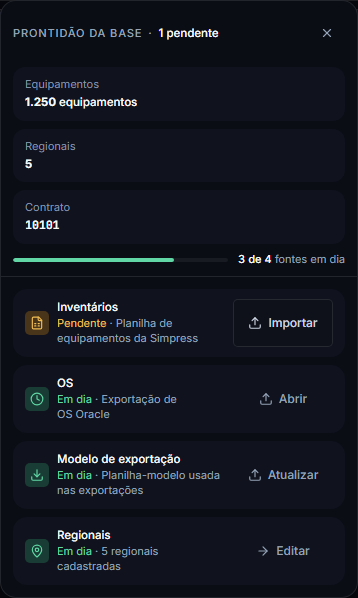 PRONTIDÃO DA BASE · 1 pendente
Equipamentos
1.250 equipamentos
Regionais
5
Contrato
10101
3 de 4 fontes em dia
Inventários
Pendente · Planilha de
equipamentos da Simpress
Importar
OS
Em dia · Exportação de
OS Oracle
Abrir
Modelo de exportação
Em dia · Planilha-modelo usada
nas exportações
Atualizar
Regionais
Em dia · 5 regionais
cadastradas
Editar